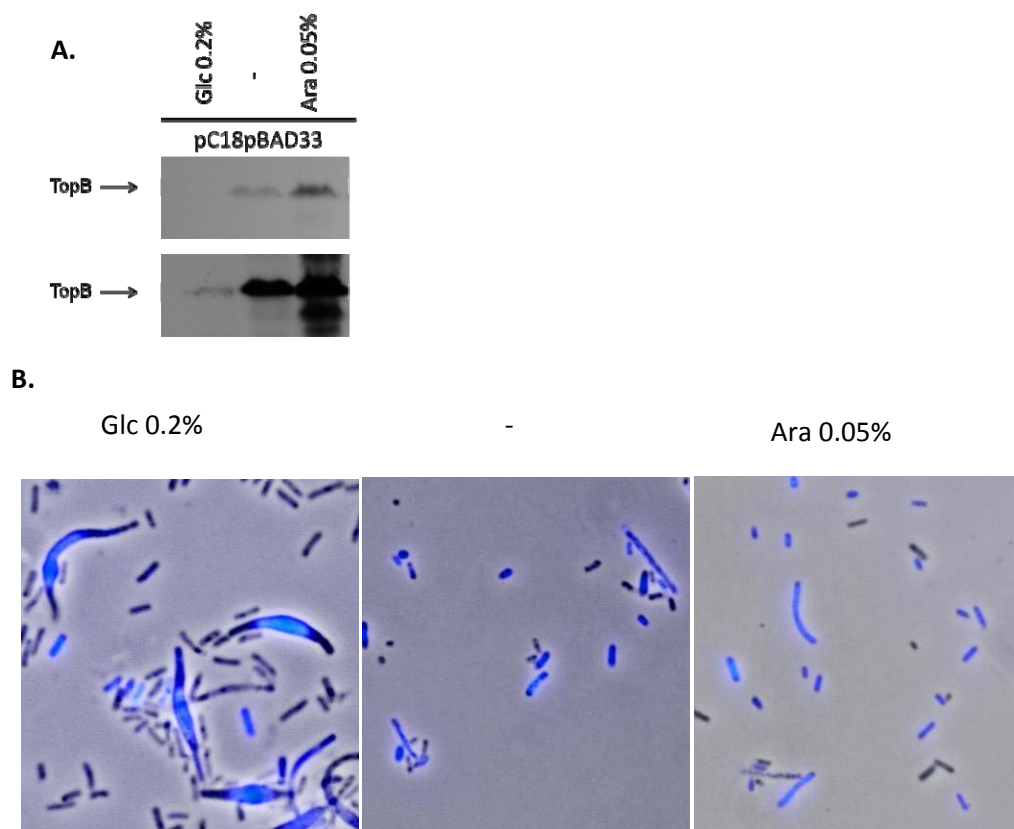 A.
Glc 0.2%
-
Ara 0.05%
pC18pBAD33
TopB
TopB
B.
Glc 0.2%
-
Ara 0.05%